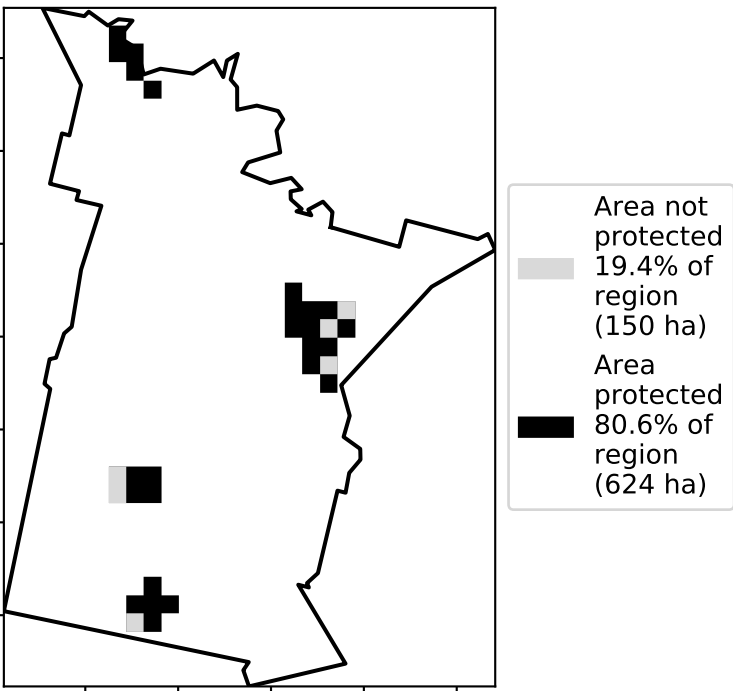 Area not
protected
19.4% of
region
(150 ha)
Area
protected
80.6% of
region
(624 ha)